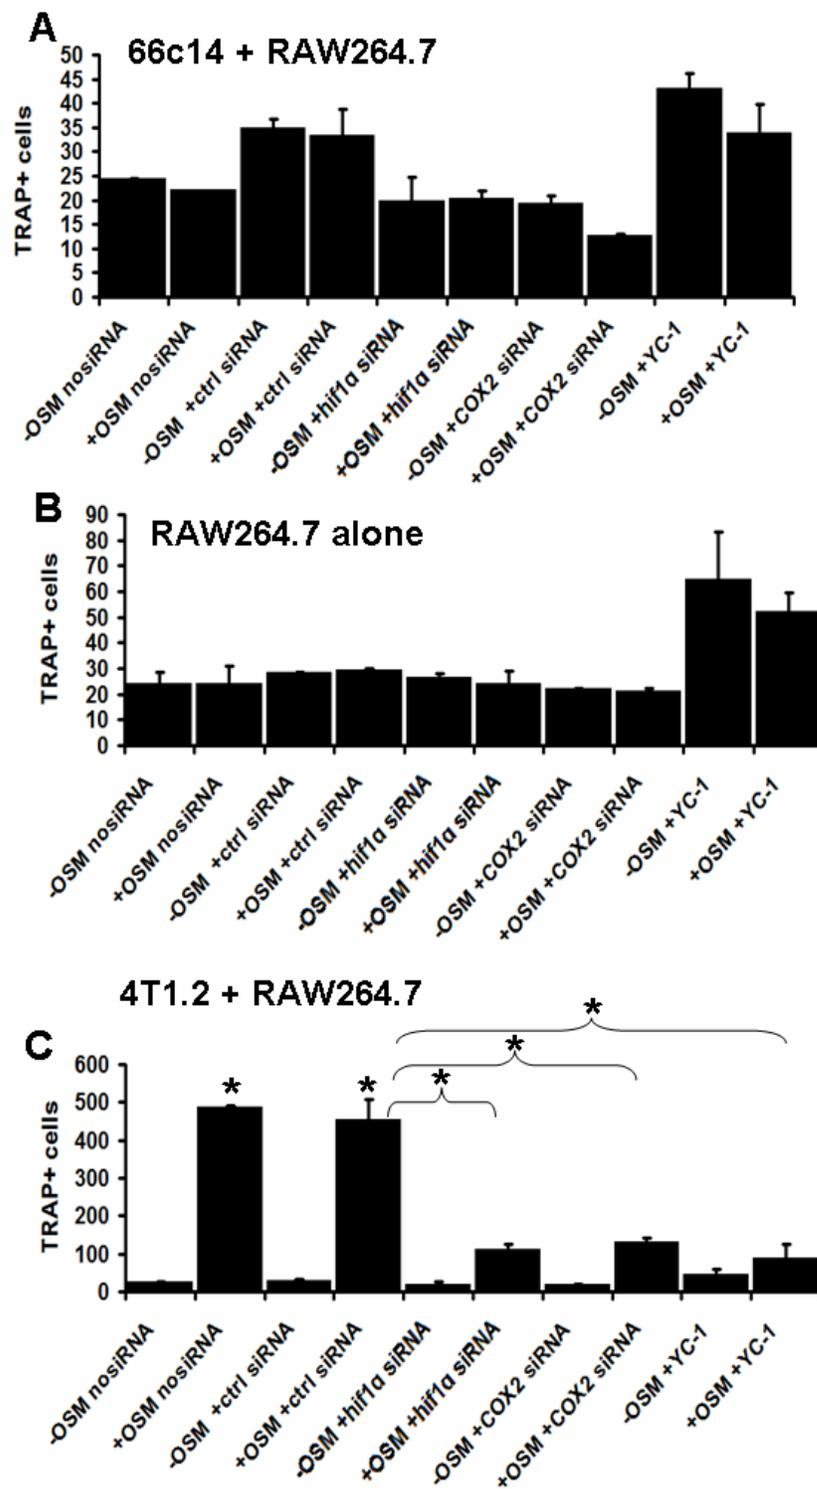 A
66c14 + RAW264.7
TRAP+ cells
50
45
40
35
30
25
20
15
10
5
0
-OSM nosiRNA
+OSM nosiRNA
-OSM +ctrl siRNA
+OSM +ctrl siRNA
-OSM +hif1α siRNA
+OSM +hif1α siRNA
-OSM +COX2 siRNA
+OSM +COX2 siRNA
-OSM +YC-1
+OSM +YC-1
B
RAW264.7 alone
TRAP+ cells
90
80
70
60
50
40
30
20
10
0
-OSM nosiRNA
+OSM nosiRNA
-OSM +ctrl siRNA
+OSM +ctrl siRNA
-OSM +hif1α siRNA
+OSM +hif1α siRNA
-OSM +COX2 siRNA
+OSM +COX2 siRNA
-OSM +YC-1
+OSM +YC-1
4T1.2 + RAW264.7
C
TRAP+ cells
600
500
400
300
200
100
0
*
*
*
*
*
-OSM nosiRNA
+OSM nosiRNA
-OSM +ctrl siRNA
+OSM +ctrl siRNA
-OSM +hif1α siRNA
+OSM +hif1α siRNA
-OSM +COX2 siRNA
+OSM +COX2 siRNA
-OSM +YC-1
+OSM +YC-1